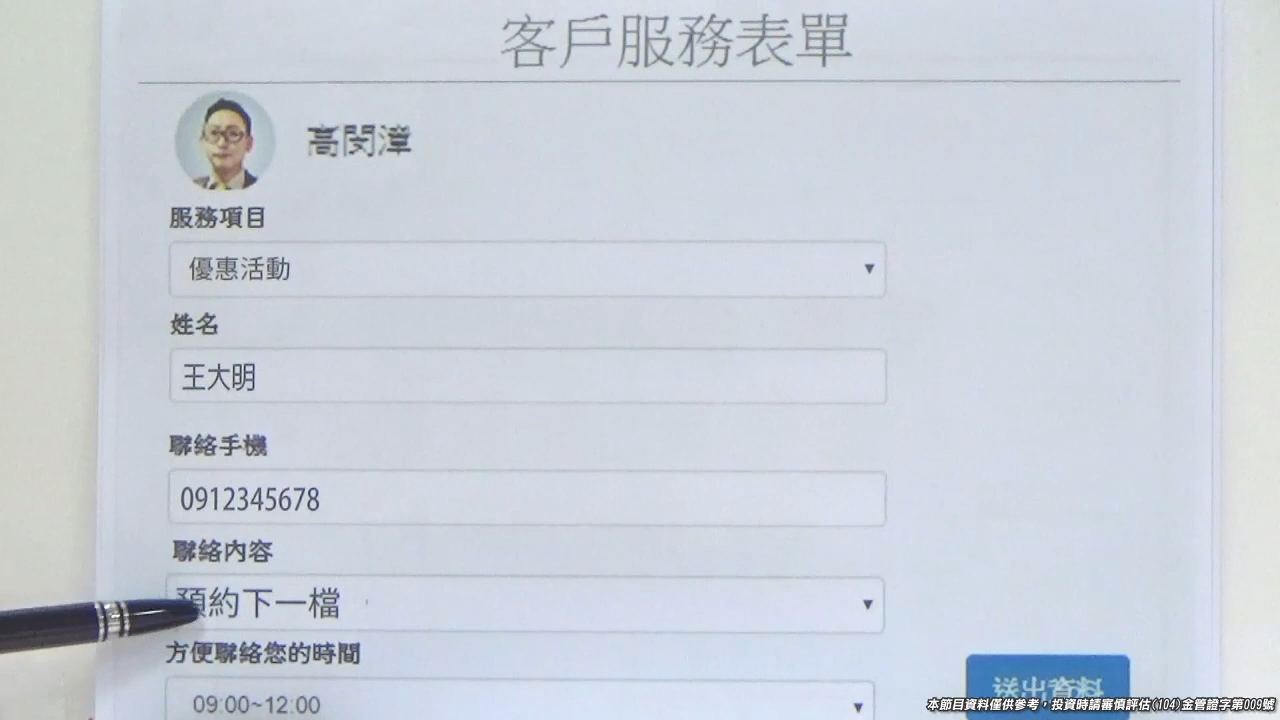 客戶服務表單
高閔漳
服務項目
優惠活動
姓名
王大明
聯絡手機
0912345678
聯絡內容
預約下一檔
方便聯絡您的時間
09:00~12:00
送出資料
本節目資料僅供參考，投資時請審慎評估(104)金管證字第009號